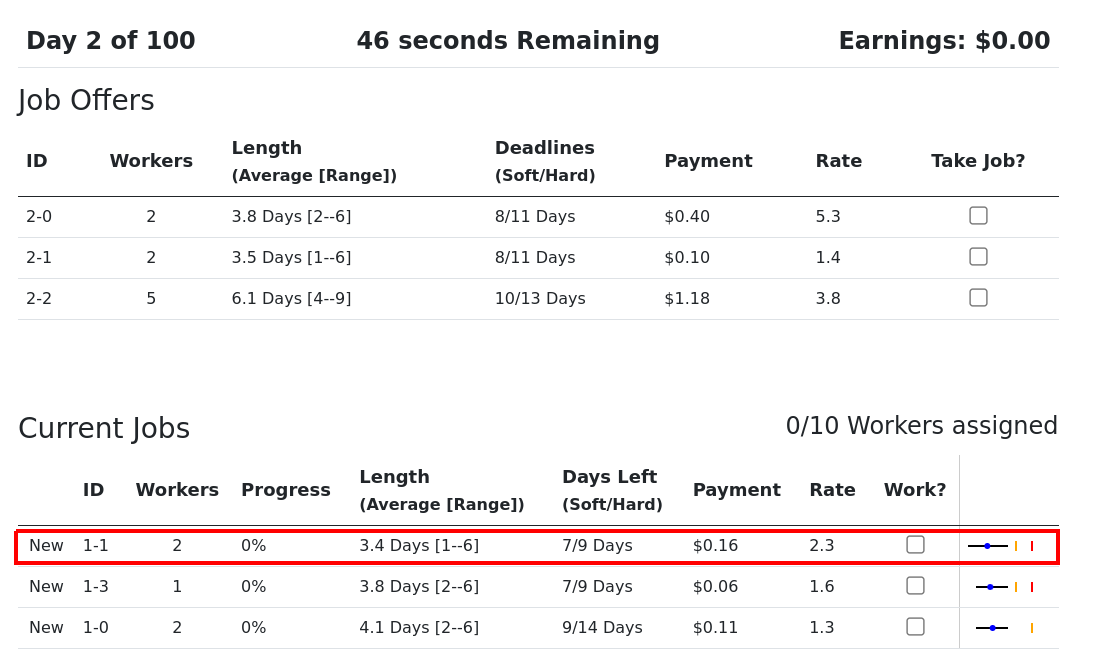 Day 2 of 100 46 seconds Remaining Earnings: $0.00
Job Offers
ID Workers Length (Average [Range]) Deadlines (Soft/Hard) Payment Rate Take Job?
2-0 2 3.8 Days [2--6] 8/11 Days $0.40 5.3
2-1 2 3.5 Days [1--6] 8/11 Days $0.10 1.4
2-2 5 6.1 Days [4--9] 10/13 Days $1.18 3.8
Current Jobs 0/10 Workers assigned
ID Workers Progress Length (Average [Range]) Days Left (Soft/Hard) Payment Rate Work?
New 1-1 2 0% 3.4 Days [1--6] 7/9 Days $0.16 2.3
New 1-3 1 0% 3.8 Days [2--6] 7/9 Days $0.06 1.6
New 1-0 2 0% 4.1 Days [2--6] 9/14 Days $0.11 1.3